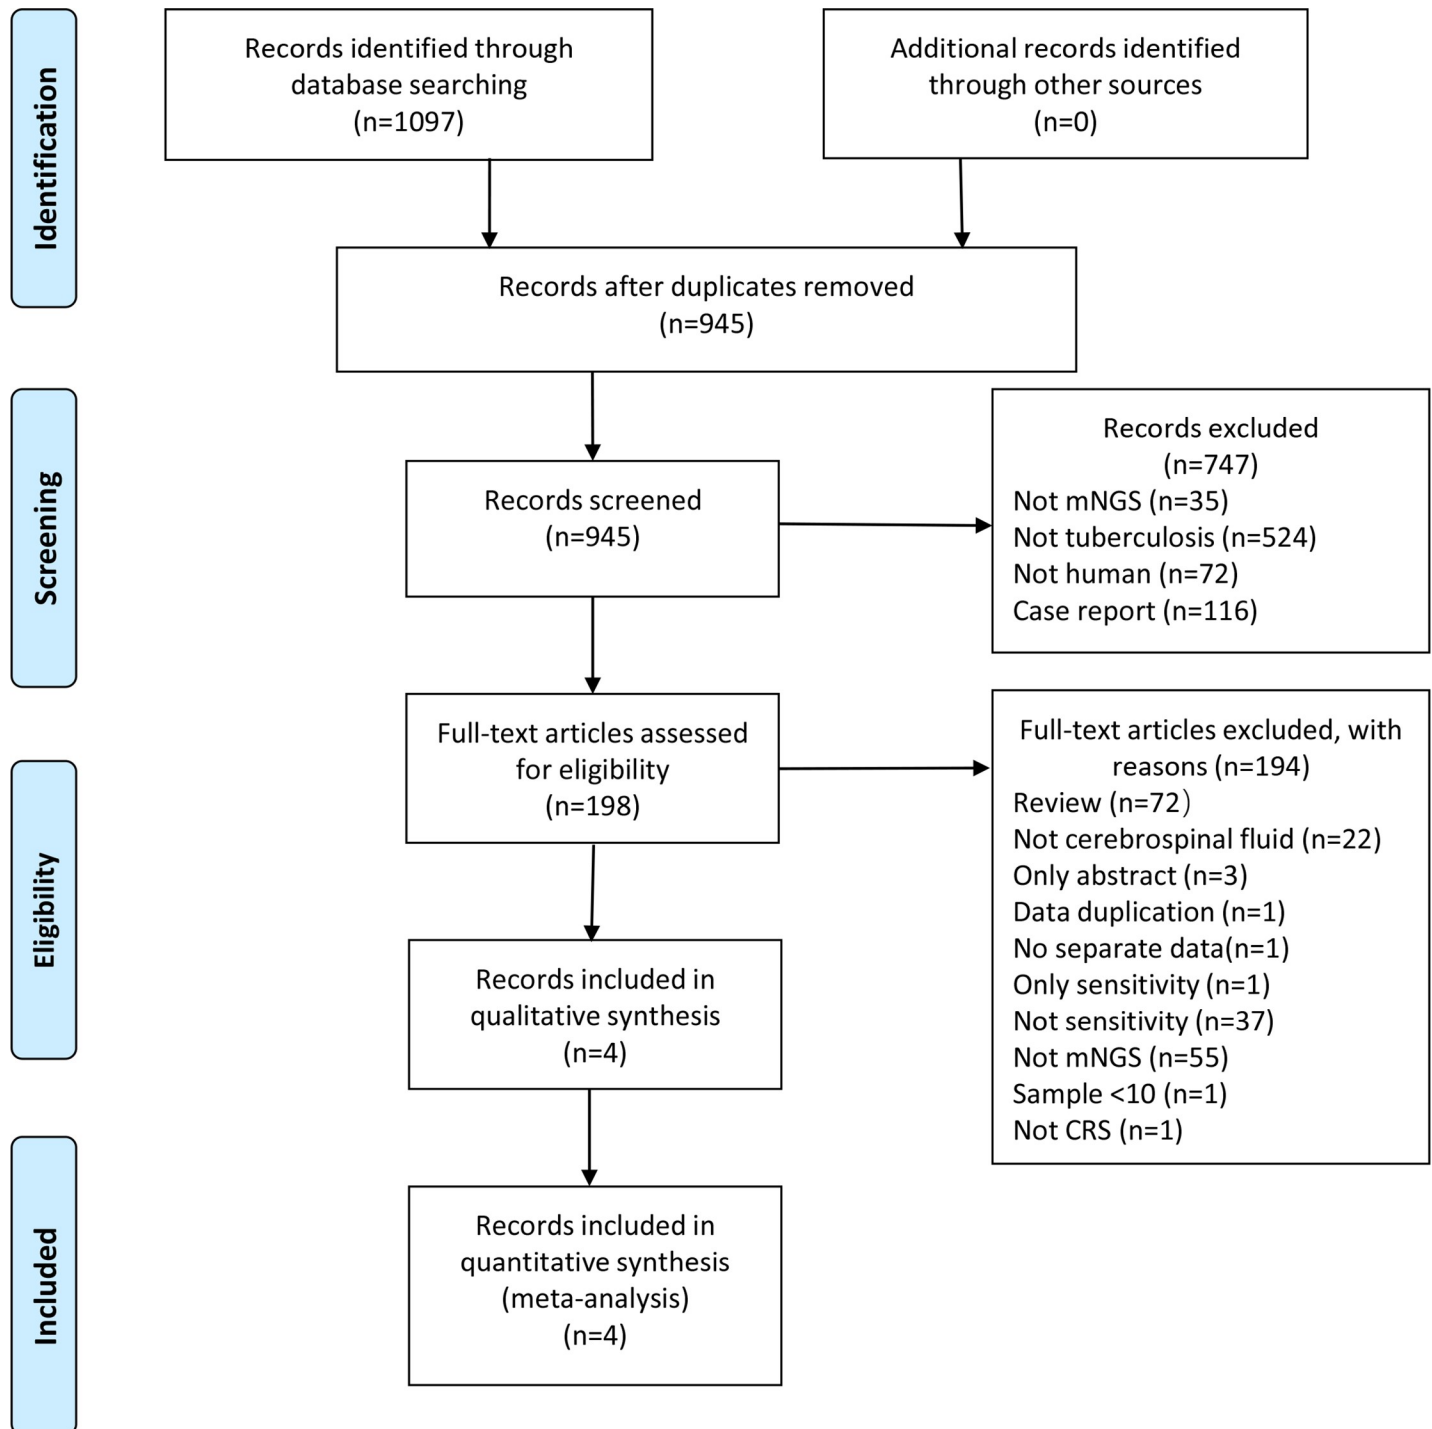 Identification
Records identified through
database searching
(n=1097)
Additional records identified
through other sources
(n=0)
Records after duplicates removed
(n=945)
Screening
Records screened
(n=945)
Records excluded
(n=747)
Not mNGS (n=35)
Not tuberculosis (n=524)
Not human (n=72)
Case report (n=116)
Eligibility
Full-text articles assessed
for eligibility
(n=198)
Full-text articles excluded, with
reasons (n=194)
Review (n=72）
Not cerebrospinal fluid (n=22)
Only abstract (n=3)
Data duplication (n=1)
No separate data(n=1)
Only sensitivity (n=1)
Not sensitivity (n=37)
Not mNGS (n=55)
Sample <10 (n=1)
Not CRS (n=1)
Records included in
qualitative synthesis
(n=4)
Included
Records included in
quantitative synthesis
(meta-analysis)
(n=4)